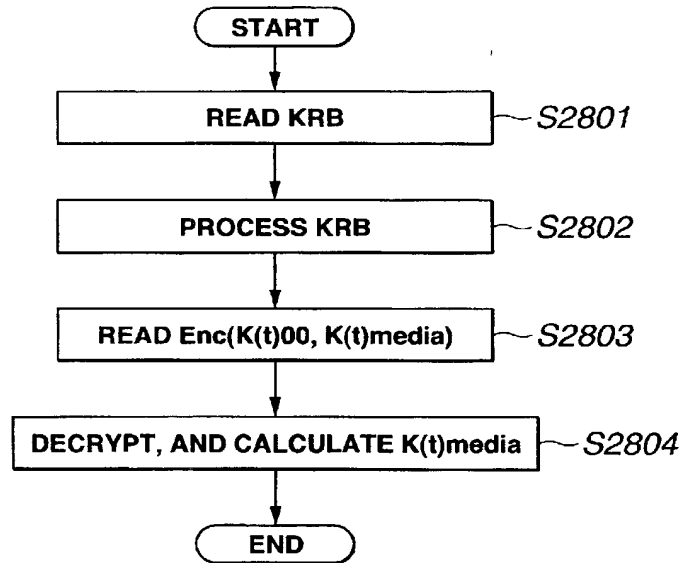 START
READ KRB
S2801
PROCESS KRB
S2802
READ Enc(K(t)00, K(t)media)
S2803
DECRYPT, AND CALCULATE K(t)media
S2804
END